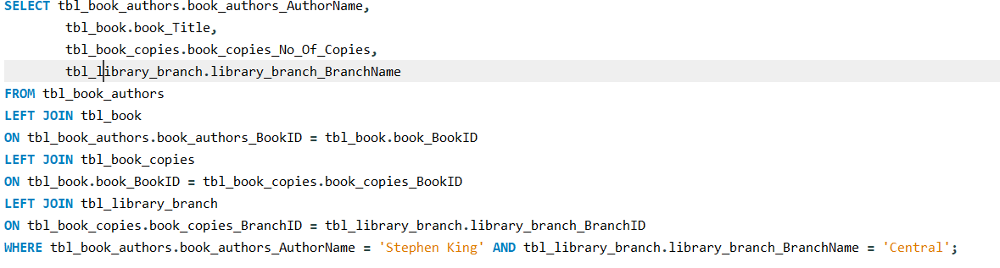 SELECT tbl_book_authors.book_authors_AuthorName,
tbl_book.book_Title,
tbl_book_copies.book_copies_No_Of_Copies,
tbl_library_branch.library_branch_BranchName
FROM tbl_book_authors
LEFT JOIN tbl_book
ON tbl_book_authors.book_authors_BookID = tbl_book.book_BookID
LEFT JOIN tbl_book_copies
ON tbl_book.book_BookID = tbl_book_copies.book_copies_BookID
LEFT JOIN tbl_library_branch
ON tbl_book_copies.book_copies_BranchID = tbl_library_branch.library_branch_BranchID
WHERE tbl_book_authors.book_authors_AuthorName = 'Stephen King' AND tbl_library_branch.library_branch_BranchName = 'Central';